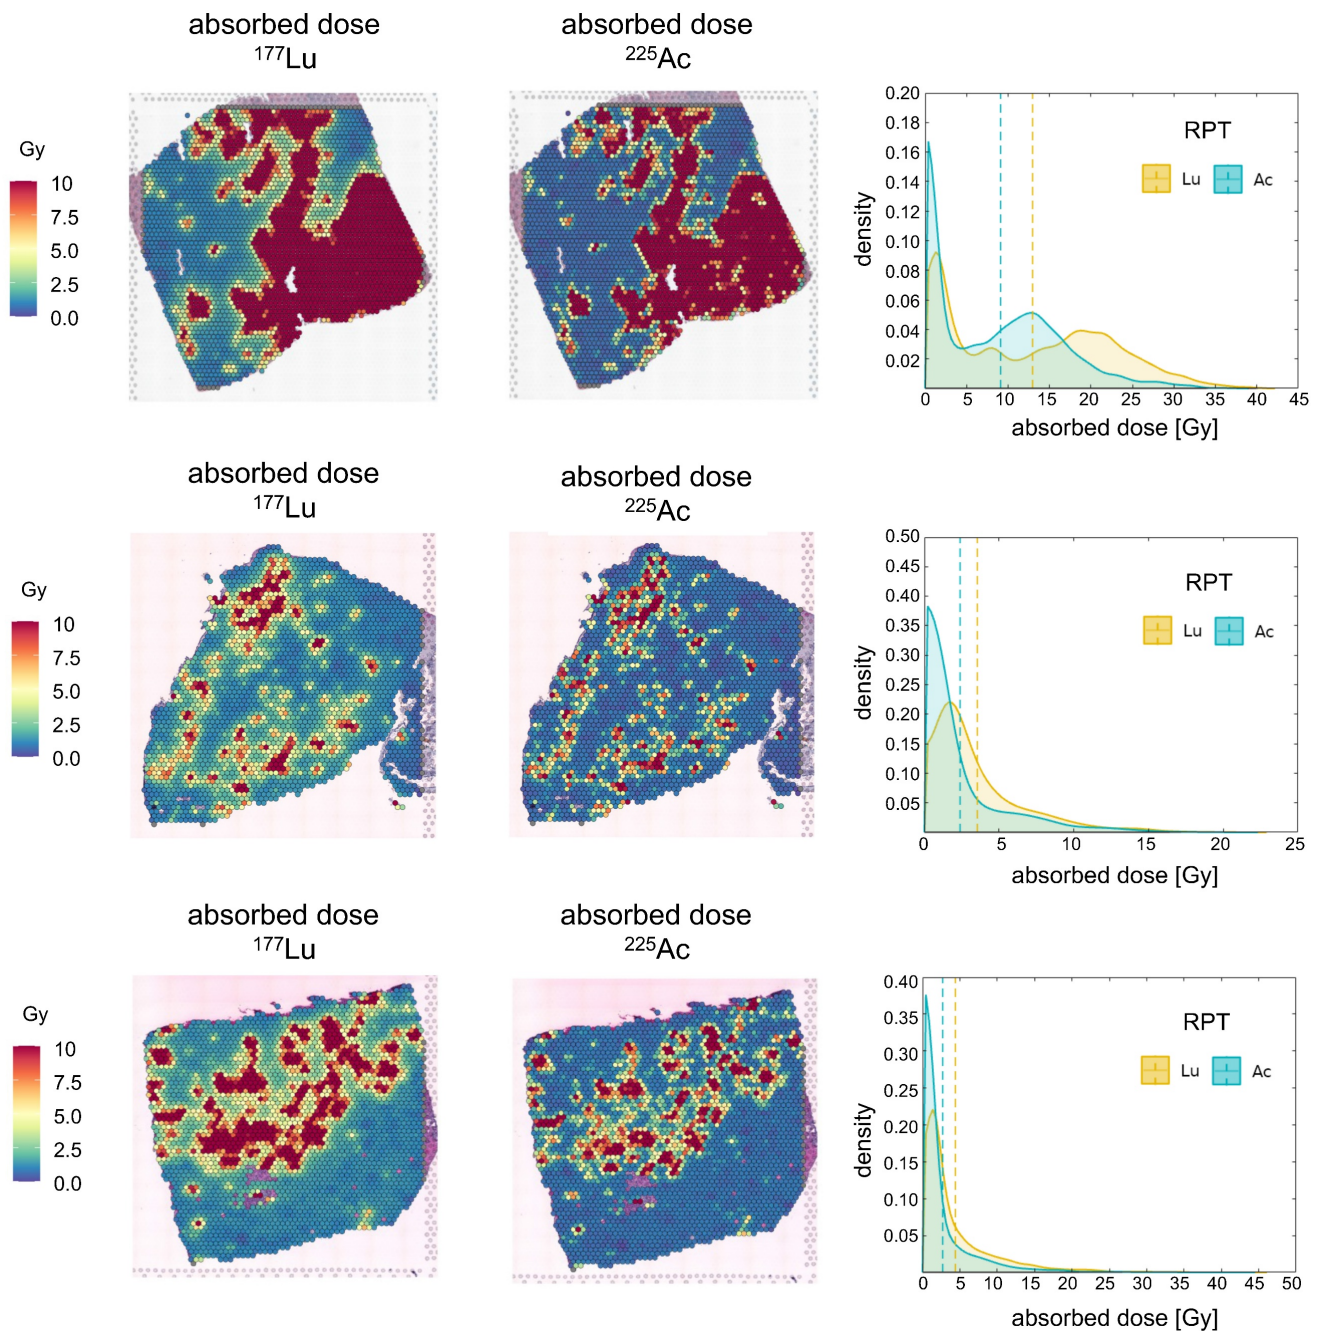 absorbed dose
¹⁷⁷Lu
absorbed dose
²²⁵Ac
Gy
10
7.5
5.0
2.5
0.0
0.20
0.18
0.16
0.14
0.12
0.10
0.08
0.06
0.04
0.02
density
RPT
Lu Ac
0 5 10 15 20 25 30 35 40 45
absorbed dose [Gy]
absorbed dose
¹⁷⁷Lu
absorbed dose
²²⁵Ac
Gy
10
7.5
5.0
2.5
0.0
0.50
0.45
0.40
0.35
0.30
0.25
0.20
0.15
0.10
0.05
density
RPT
Lu Ac
0 5 10 15 20 25
absorbed dose [Gy]
absorbed dose
¹⁷⁷Lu
absorbed dose
²²⁵Ac
Gy
10
7.5
5.0
2.5
0.0
0.40
0.35
0.30
0.25
0.20
0.15
0.10
0.05
density
RPT
Lu Ac
0 5 10 15 20 25 30 35 40 45 50
absorbed dose [Gy]